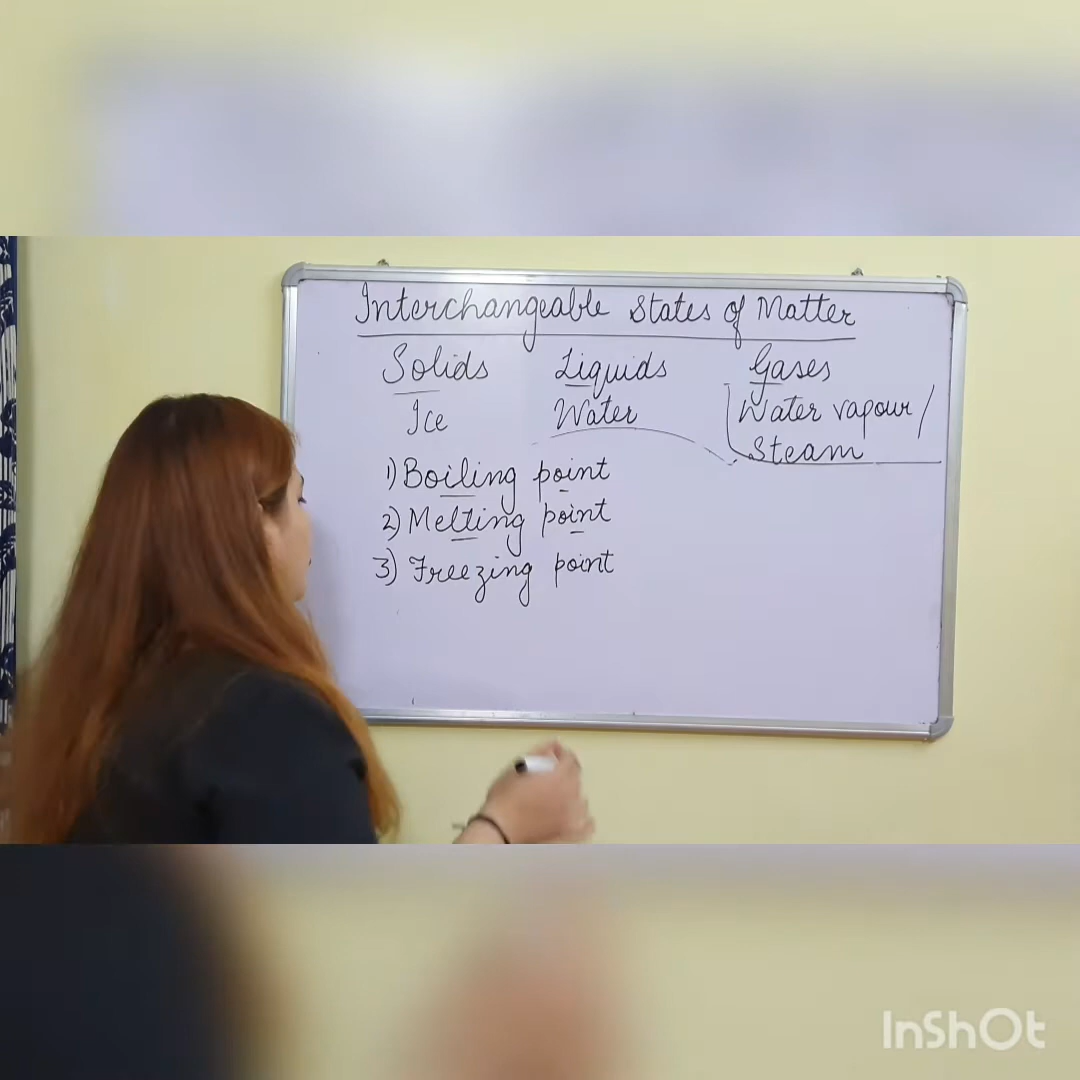 Interchangeable States of Matter
Solids Liquids Gases
Ice Water Water vapour/
Steam
1) Boiling point
2) Melting point
3) Freezing point
InShOt